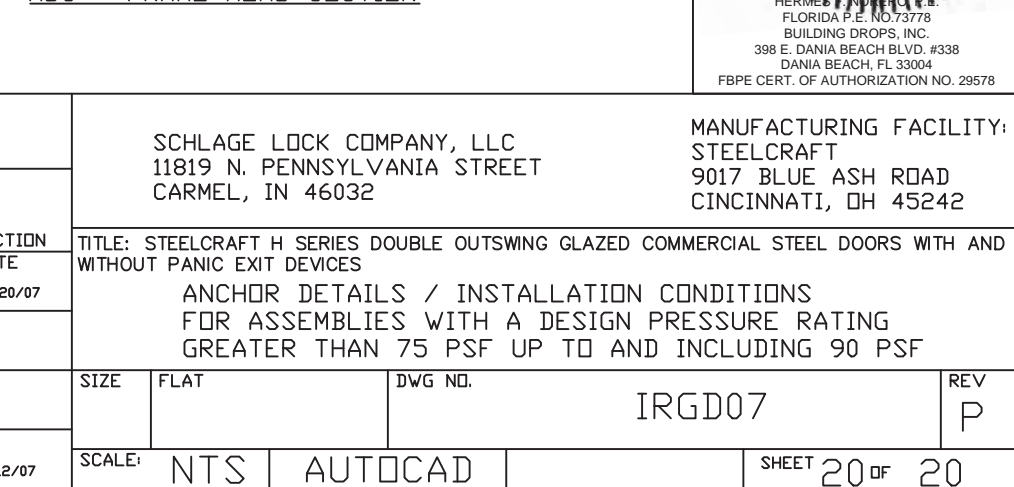 FLORIDA P.E. NO.73778
BUILDING DROPS, INC.
398 E. DANIA BEACH BLVD. #338
DANIA BEACH, FL 33004
FBPE CERT. OF AUTHORIZATION NO. 29578
SCHLAGE LOCK COMPANY, LLC
11819 N. PENNSYLVANIA STREET
CARMEL, IN 46032
MANUFACTURING FACILITY:
STEELCRAFT
9017 BLUE ASH ROAD
CINCINNATI, OH 45242
CTION
TE
20/07
TITLE: STEELCRAFT H SERIES DOUBLE OUTSWING GLAZED COMMERCIAL STEEL DOORS WITH AND
WITHOUT PANIC EXIT DEVICES
ANCHOR DETAILS / INSTALLATION CONDITIONS
FOR ASSEMBLIES WITH A DESIGN PRESSURE RATING
GREATER THAN 75 PSF UP TO AND INCLUDING 90 PSF
SIZE FLAT DWG NO. REV
IRGD07 P
2/07
SCALE: NTS AUTOCAD SHEET 20 OF 20